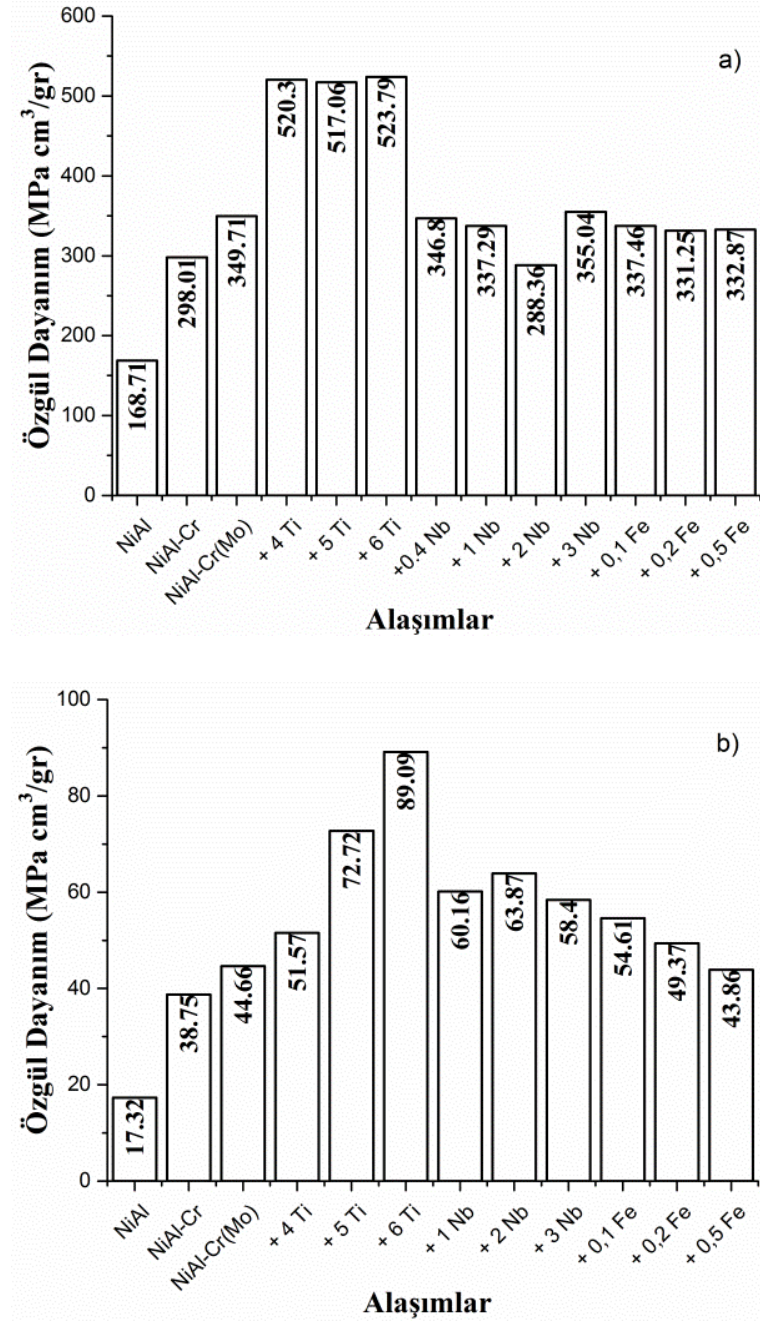 a)
Özgül Dayanım (MPa cm³/gr)
600
500
400
300
200
100
0
168.71
298.01
349.71
520.3
517.06
523.79
346.8
337.29
288.36
355.04
337.46
331.25
332.87
NiAl
NiAl-Cr
NiAl-Cr(Mo)
+ 4 Ti
+ 5 Ti
+ 6 Ti
+0.4 Nb
+ 1 Nb
+ 2 Nb
+ 3 Nb
+ 0,1 Fe
+ 0,2 Fe
+ 0,5 Fe
Alaşımlar
b)
Özgül Dayanım (MPa cm³/gr)
100
80
60
40
20
0
17.32
38.75
44.66
51.57
72.72
89.09
60.16
63.87
58.4
54.61
49.37
43.86
NiAl
NiAl-Cr
NiAl-Cr(Mo)
+ 4 Ti
+ 5 Ti
+ 6 Ti
+ 1 Nb
+ 2 Nb
+ 3 Nb
+ 0,1 Fe
+ 0,2 Fe
+ 0,5 Fe
Alaşımlar